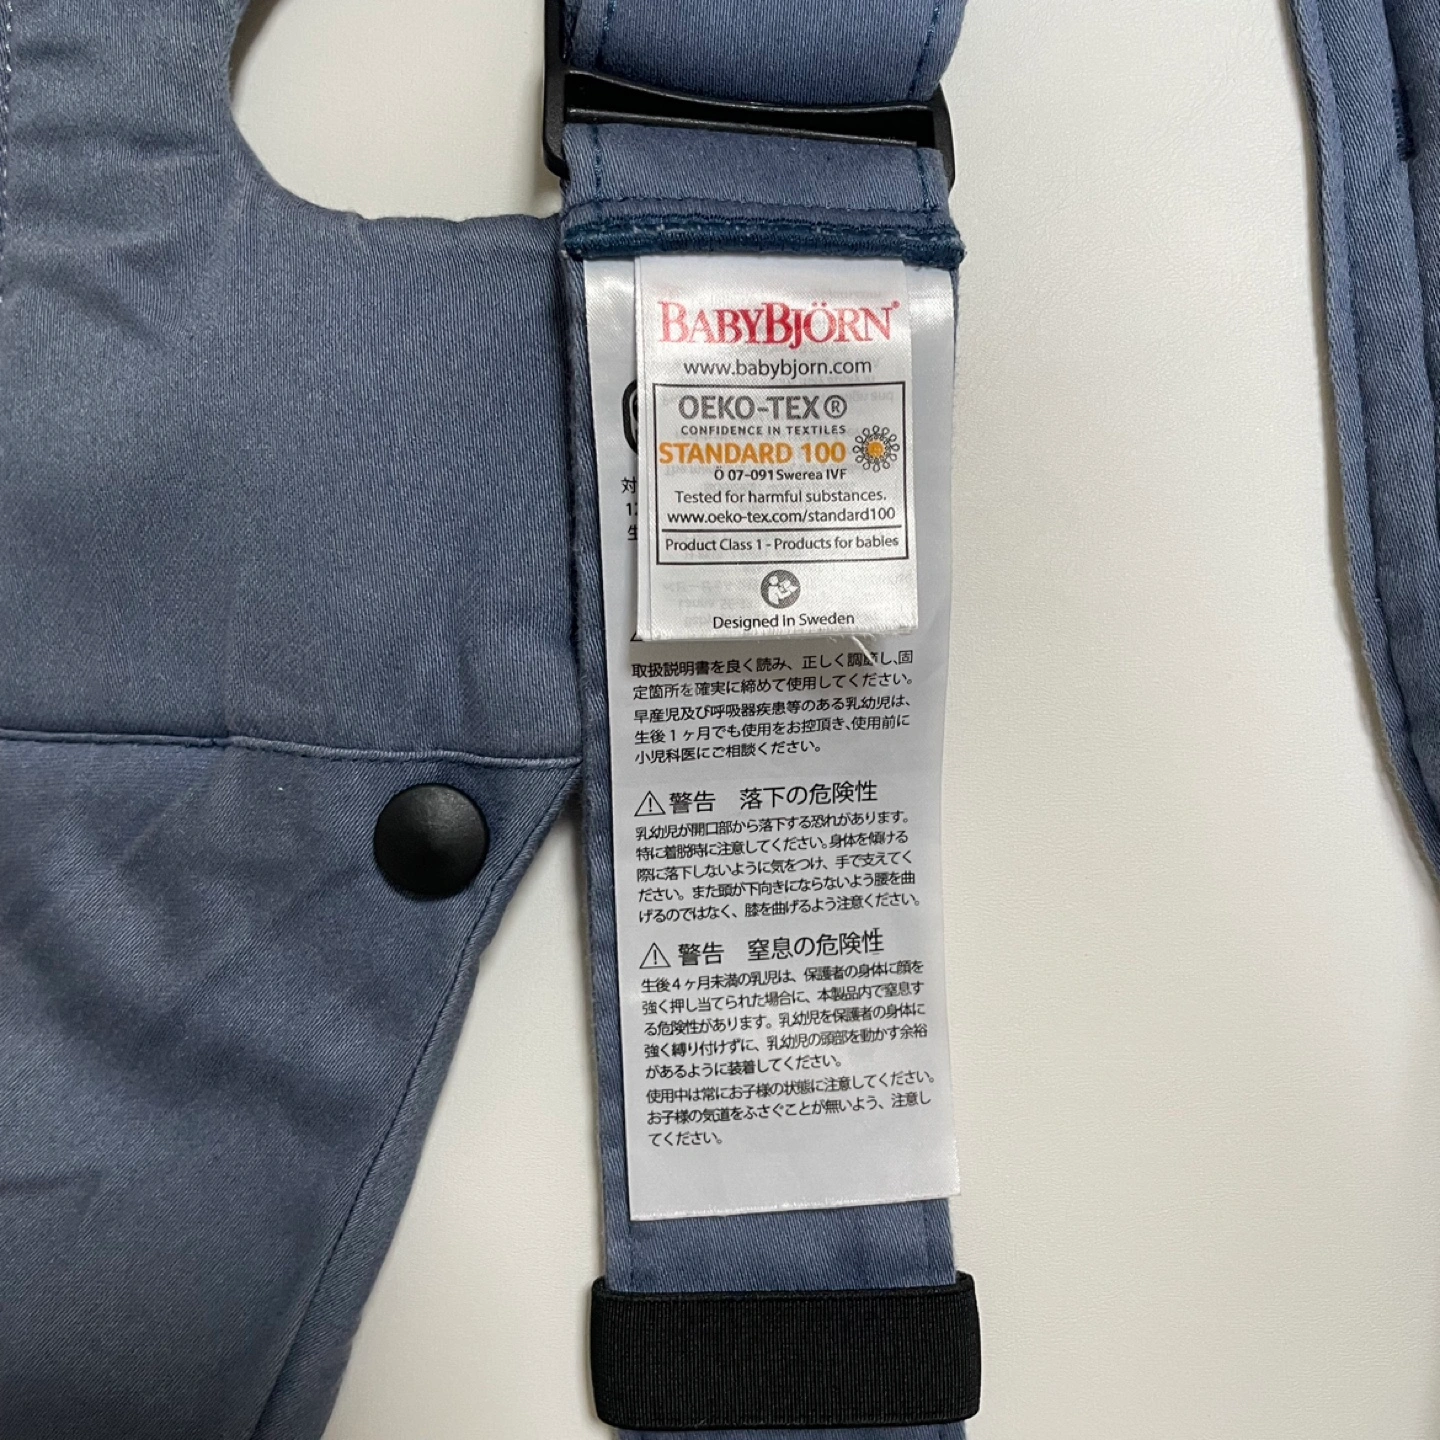 BABYBJÖRN®
www.babybjorn.com
OEKO-TEX®
CONFIDENCE IN TEXTILES
STANDARD 100
Ö 07-091 Swerea IVF
Tested for harmful substances.
www.oeko-tex.com/standard100
Product Class 1 - Products for babies
Designed in Sweden
対
生
取扱説明書を良く読み、正しく調節し、固
定箇所を確実に締めて使用してください。
早産児及び呼吸器疾患等のある乳幼児は、
生後1ヶ月でも使用をお控頂き、使用前に
小児科医にご相談ください。
⚠警告 落下の危険性
乳幼児が開口部から落下する恐れがあります。
特に着脱時に注意してください。身体を傾ける
際に落下しないように気をつけ、手で支えてく
ださい。また頭が下向きにならないよう腰を曲
げるのではなく、膝を曲げるよう注意ください。
⚠警告 窒息の危険性
生後4ヶ月未満の乳児は、保護者の身体に顔を
強く押し当てられた場合に、本製品内で窒息す
る危険性があります。乳幼児を保護者の身体に
強く縛り付けずに、乳幼児の頭部を動かす余裕
があるように装着してください。
使用中は常にお子様の状態に注意してください。
お子様の気道をふさぐことが無いよう、注意し
てください。